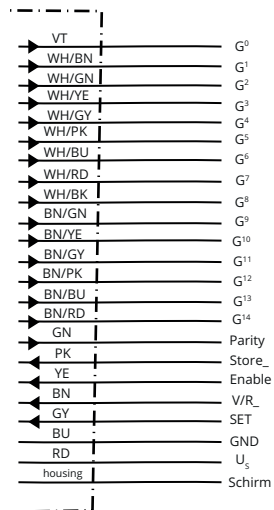 VT G⁰
WH/BN G¹
WH/GN G²
WH/YE G³
WH/GY G⁴
WH/PK G⁵
WH/BU G⁶
WH/RD G⁷
WH/BK G⁸
BN/GN G⁹
BN/YE G¹⁰
BN/GY G¹¹
BN/PK G¹²
BN/BU G¹³
BN/RD G¹⁴
GN Parity
PK Store_
YE Enable
BN V/R_
GY SET
BU GND
RD Uₛ
housing Schirm